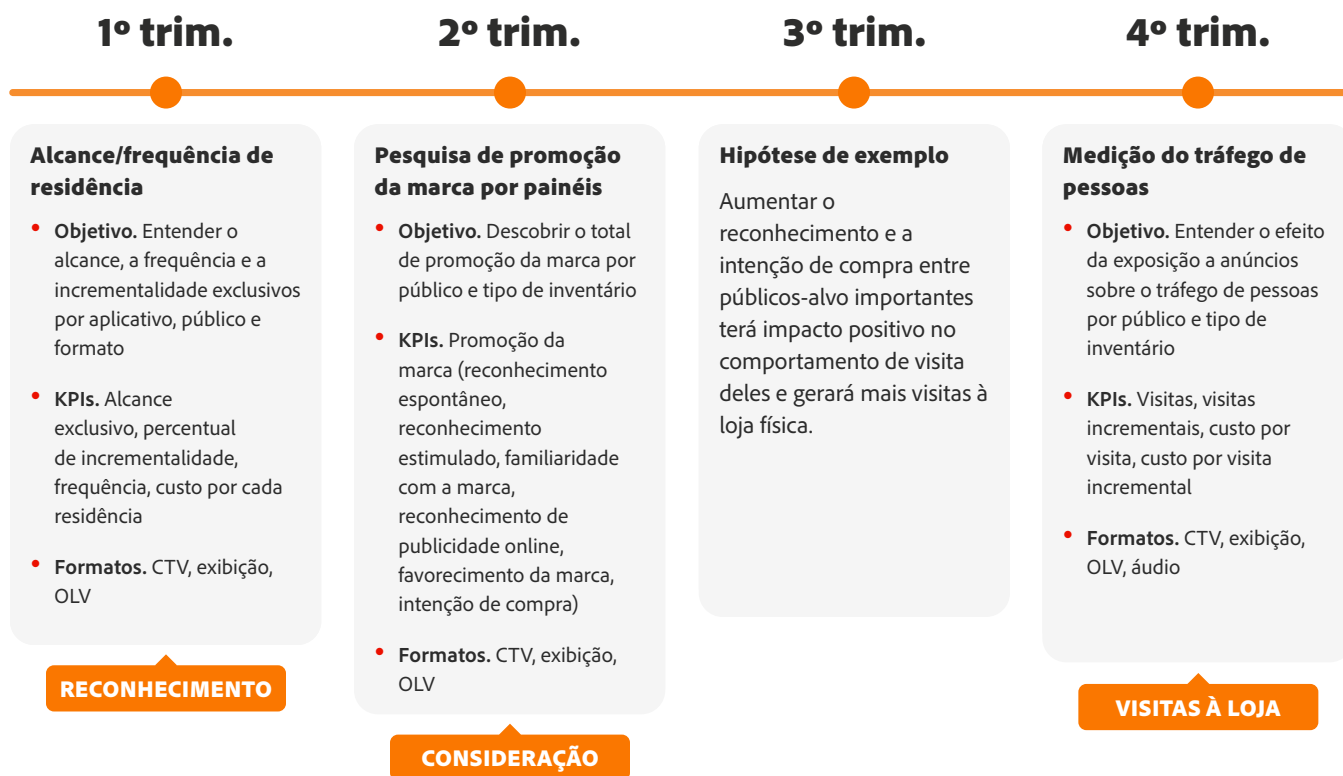 1º trim.
2º trim.
3º trim.
4º trim.
Alcance/frequência de
residência
• Objetivo. Entender o
alcance, a frequência e a
incrementalidade exclusivos
por aplicativo, público e
formato
• KPIs. Alcance
exclusivo, percentual
de incrementalidade,
frequência, custo por cada
residência
• Formatos. CTV, exibição,
OLV
RECONHECIMENTO
Pesquisa de promoção
da marca por painéis
• Objetivo. Descobrir o total
de promoção da marca por
público e tipo de inventário
• KPIs. Promoção da
marca (reconhecimento
espontâneo,
reconhecimento
estimulado, familiaridade
com a marca,
reconhecimento de
publicidade online,
favorecimento da marca,
intenção de compra)
• Formatos. CTV, exibição,
OLV
CONSIDERAÇÃO
Hipótese de exemplo
Aumentar o
reconhecimento e a
intenção de compra entre
públicos-alvo importantes
terá impacto positivo no
comportamento de visita
deles e gerará mais visitas à
loja física.
Medição do tráfego de
pessoas
• Objetivo. Entender o efeito
da exposição a anúncios
sobre o tráfego de pessoas
por público e tipo de
inventário
• KPIs. Visitas, visitas
incrementais, custo por
visita, custo por visita
incremental
• Formatos. CTV, exibição,
OLV, áudio
VISITAS À LOJA